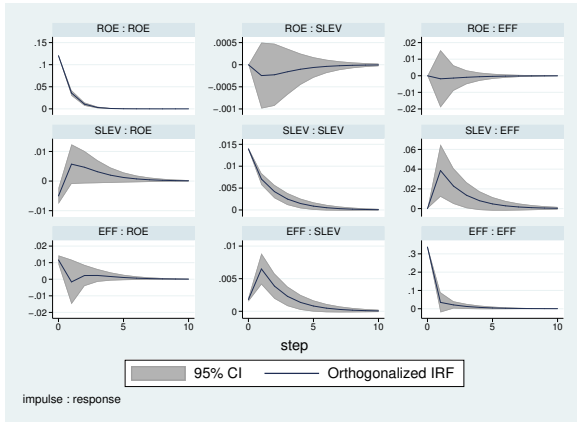 ROE : ROE
ROE : SLEV
ROE : EFF
.15
.1
.05
0
.0005
0
-.0005
-.001
.02
.01
0
-.01
-.02
SLEV : ROE
SLEV : SLEV
SLEV : EFF
.01
0
-.01
.015
.010
.005
0
.06
.04
.02
0
EFF : ROE
EFF : SLEV
EFF : EFF
.02
.01
0
-.01
-.02
.01
.005
0
.3
.2
.1
0
0 5 10
0 5 10
0 5 10
step
95% CI
Orthogonalized IRF
impulse : response